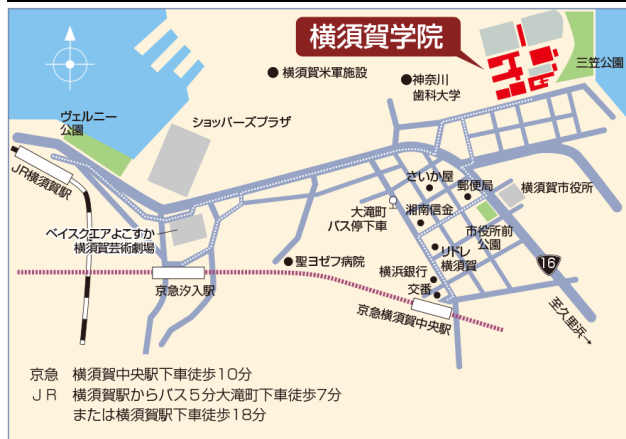 横須賀学院
三笠公園
横須賀米軍施設
神奈川
歯科大学
ヴェルニー
公園
ショッパーズプラザ
JR横須賀駅
さいか屋
郵便局
横須賀市役所
大滝町
バス停下車
湘南信金
市役所前
公園
ベイスクエアよこすか
横須賀芸術劇場
リドレ
横須賀
聖ヨゼフ病院
横浜銀行
16
交番
京急汐入駅
京急横須賀中央駅
至久里浜→
京急 横須賀中央駅下車徒歩10分
JR 横須賀駅からバス5分大滝町下車徒歩7分
または横須賀駅下車徒歩18分